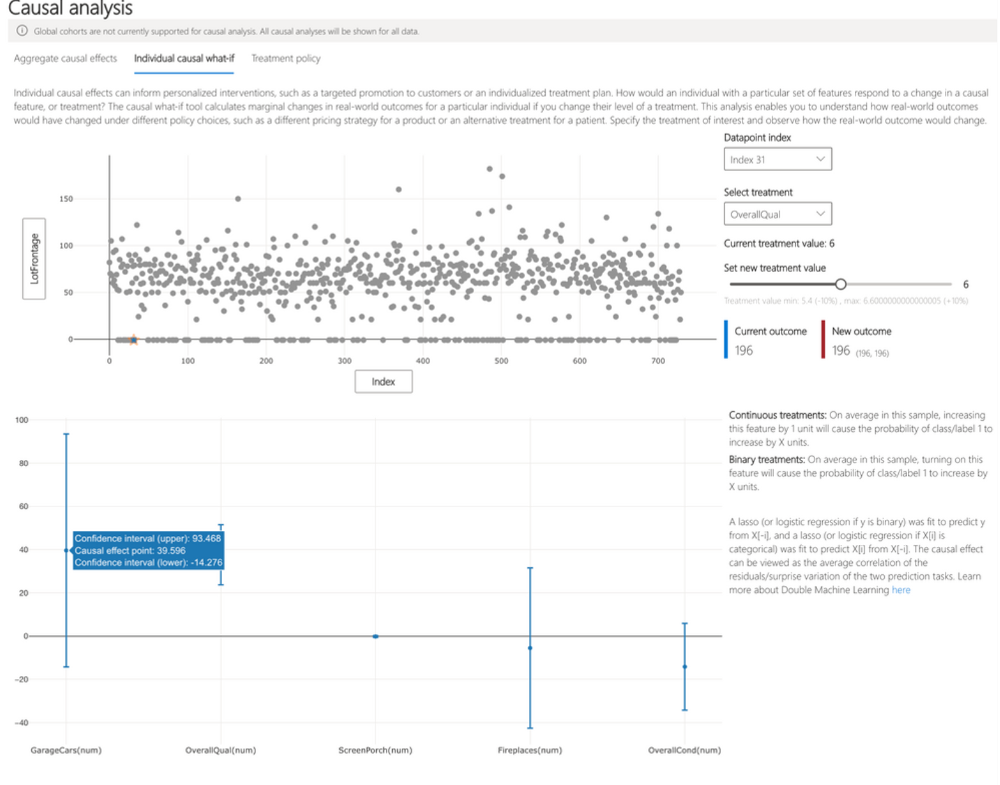 Causal analysis
Global cohorts are not currently supported for causal analysis. All causal analyses will be shown for all data.
Aggregate causal effects
Individual causal what-if
Treatment policy
Individual causal effects can inform personalized interventions, such as a targeted promotion to customers or an individualized treatment plan. How would an individual with a particular set of features respond to a change in a causal
feature, or treatment? The causal what-if tool calculates marginal changes in real-world outcomes for a particular individual if you change their level of a treatment. This analysis enables you to understand how real-world outcomes
would have changed under different policy choices, such as a different pricing strategy for a product or an alternative treatment for a patient. Specify the treatment of interest and observe how the real-world outcome would change.
LotFrontage
150
100
50
0
0 100 200 300 400 500 600 700
Index
Datapoint index
Index 31
Select treatment
OverallQual
Current treatment value: 6
Set new treatment value
6
Treatment value min: 5.4 (-10%) , max: 6.6000000000000005 (+10%)
Current outcome
196
New outcome
196 (196, 196)
100
80
60
40
20
0
−20
−40
Confidence interval (upper): 93.468
Causal effect point: 39.596
Confidence interval (lower): -14.276
GarageCars(num) OverallQual(num) ScreenPorch(num) Fireplaces(num) OverallCond(num)
Continuous treatments: On average in this sample, increasing
this feature by 1 unit will cause the probability of class/label 1 to
increase by X units.
Binary treatments: On average in this sample, turning on this
feature will cause the probability of class/label 1 to increase by
X units.
A lasso (or logistic regression if y is binary) was fit to predict y
from X[-i], and a lasso (or logistic regression if X[i] is
categorical) was fit to predict X[i] from X[-i]. The causal effect
can be viewed as the average correlation of the
residuals/surprise variation of the two prediction tasks. Learn
more about Double Machine Learning here